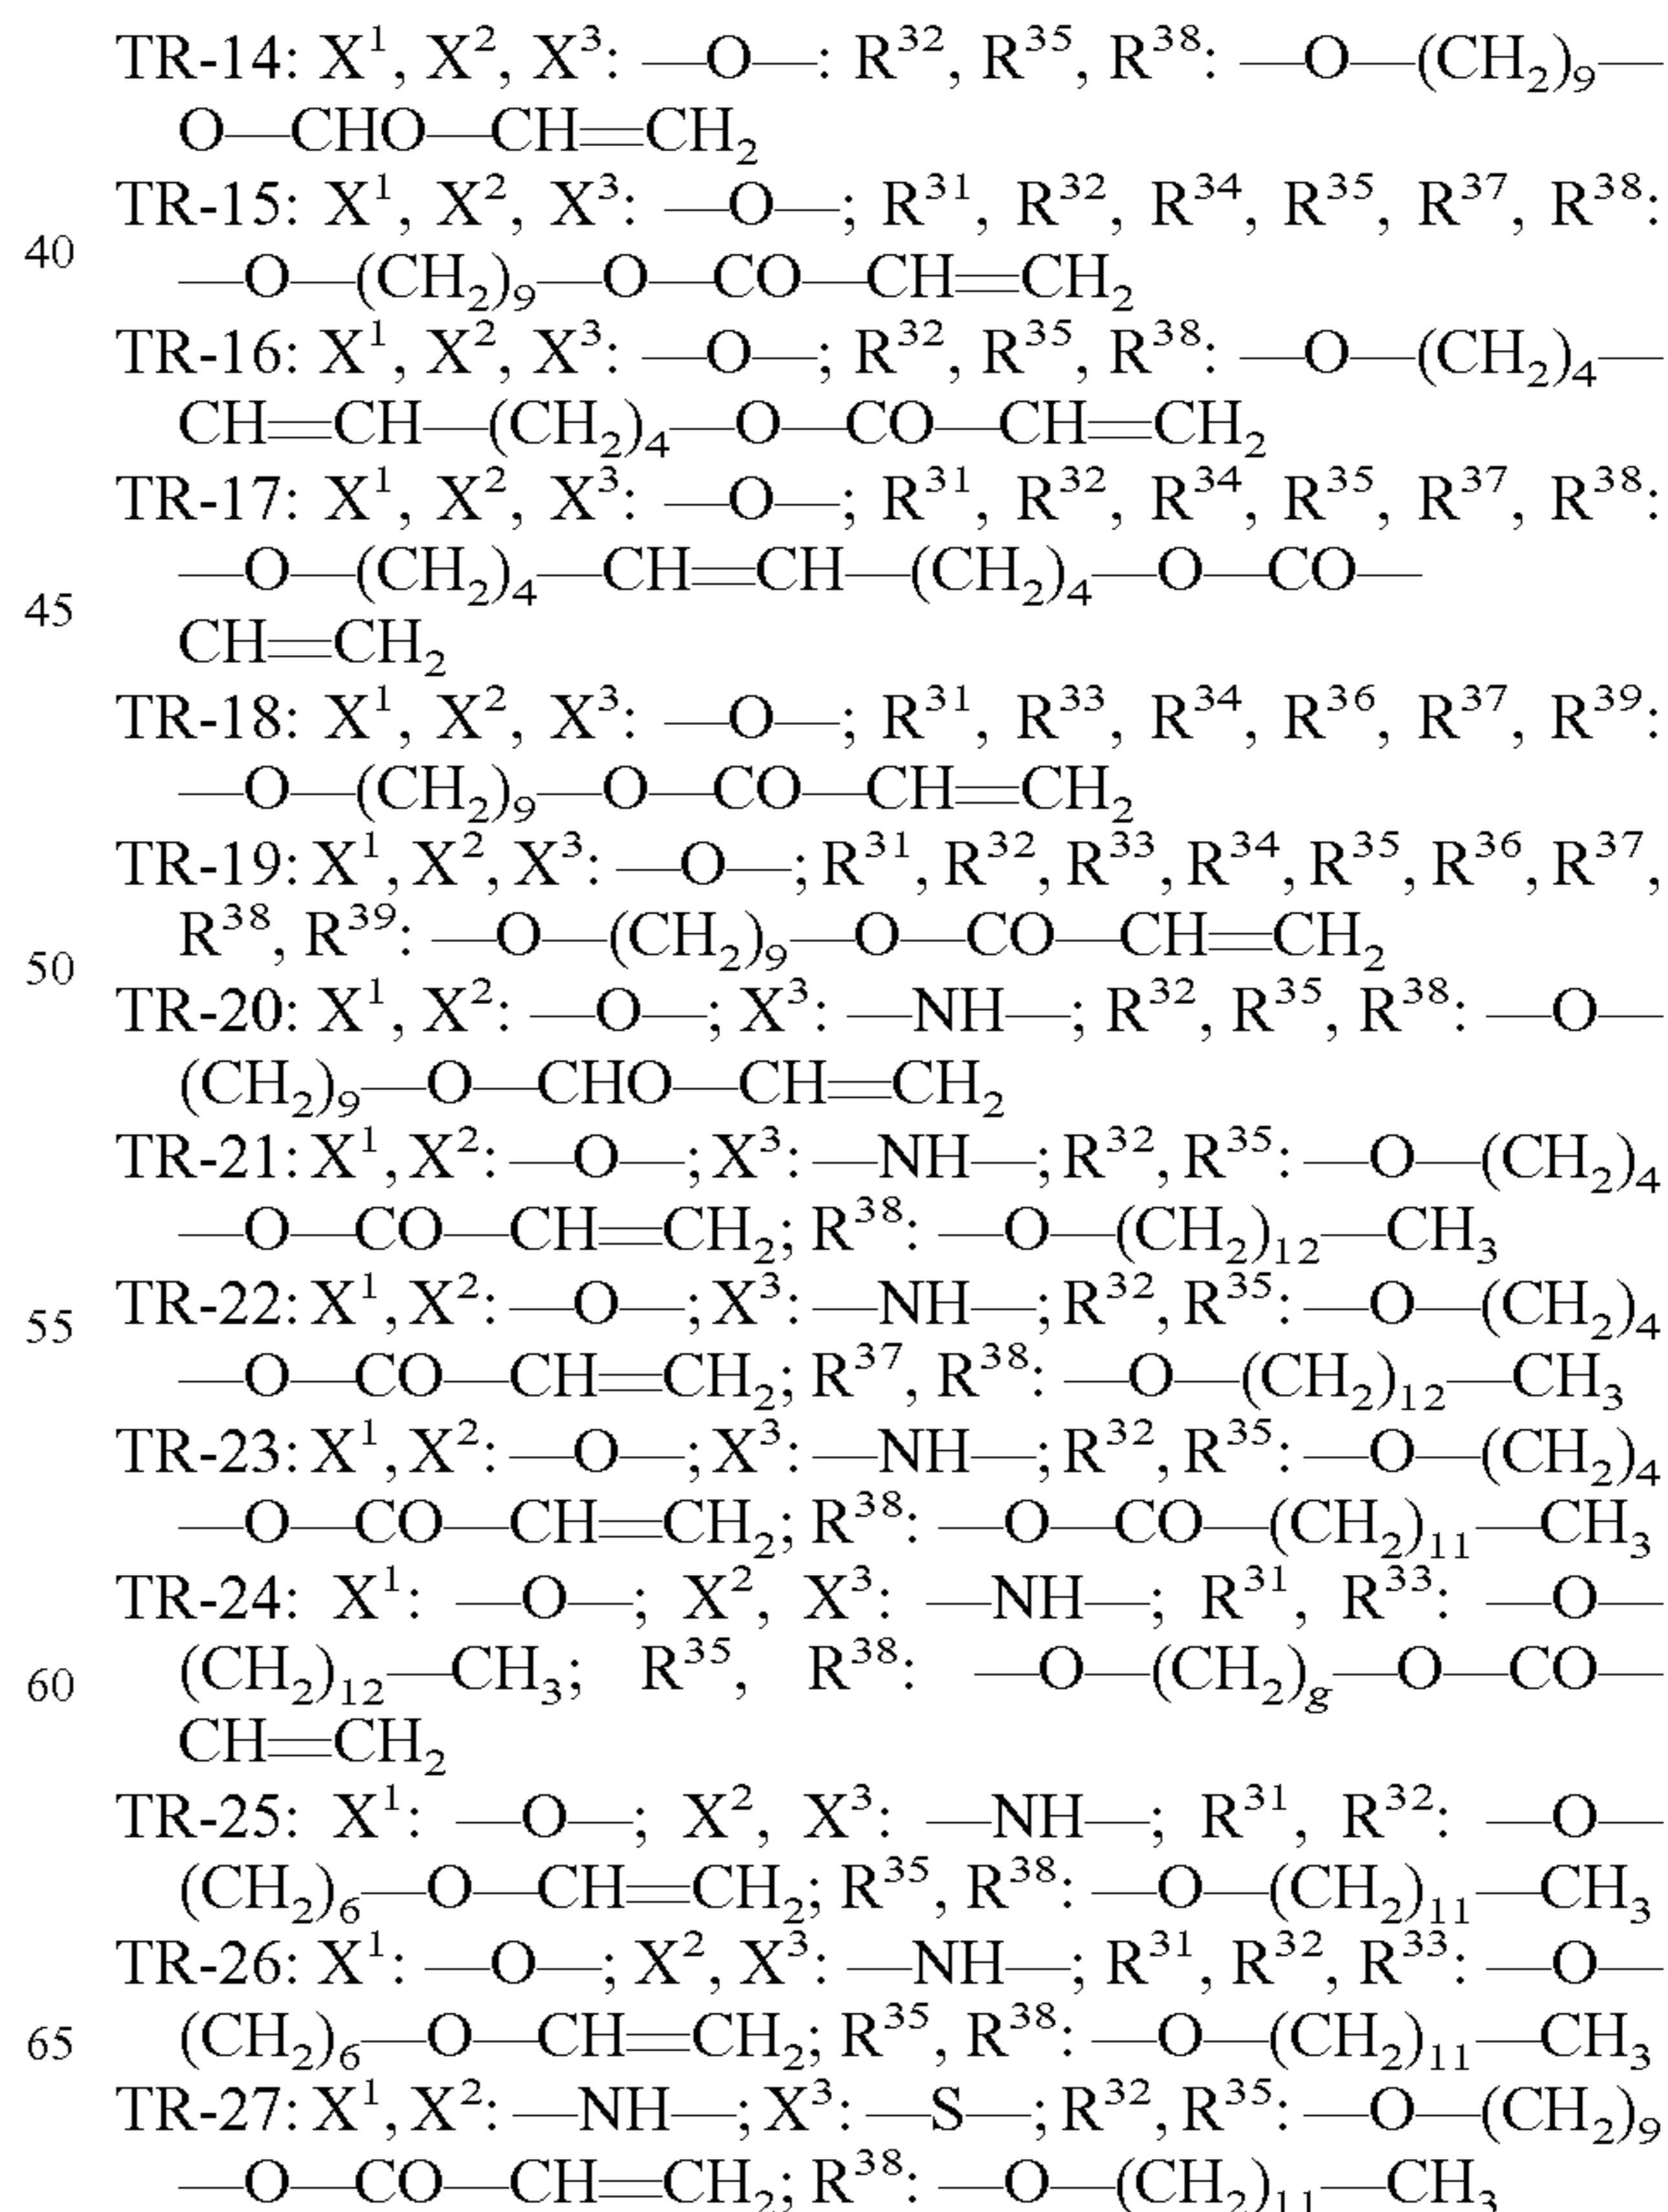 TR-14: X¹, X², X³: —O—: R³², R³⁵, R³⁸: —O—(CH₂)₉—
O—CHO—CH=CH₂
TR-15: X¹, X², X³: —O—; R³¹, R³², R³⁴, R³⁵, R³⁷, R³⁸:
40
—O—(CH₂)₉—O—CO—CH=CH₂
TR-16: X¹, X², X³: —O—; R³², R³⁵, R³⁸: —O—(CH₂)₄—
CH=CH—(CH₂)₄—O—CO—CH=CH₂
TR-17: X¹, X², X³: —O—; R³¹, R³², R³⁴, R³⁵, R³⁷, R³⁸:
—O—(CH₂)₄—CH=CH—(CH₂)₄—O—CO—
45
CH=CH₂
TR-18: X¹, X², X³: —O—; R³¹, R³³, R³⁴, R³⁶, R³⁷, R³⁹:
—O—(CH₂)₉—O—CO—CH=CH₂
TR-19: X¹, X², X³: —O—; R³¹, R³², R³³, R³⁴, R³⁵, R³⁶, R³⁷,
R³⁸, R³⁹: —O—(CH₂)₉—O—CO—CH=CH₂
50
TR-20: X¹, X²: —O—; X³: —NH—; R³², R³⁵, R³⁸: —O—
(CH₂)₉—O—CHO—CH=CH₂
TR-21: X¹, X²: —O—; X³: —NH—; R³², R³⁵: —O—(CH₂)₄
—O—CO—CH=CH₂; R³⁸: —O—(CH₂)₁₂—CH₃
TR-22: X¹, X²: —O—; X³: —NH—; R³², R³⁵: —O—(CH₂)₄
55
—O—CO—CH=CH₂; R³⁷, R³⁸: —O—(CH₂)₁₂—CH₃
TR-23: X¹, X²: —O—; X³: —NH—; R³², R³⁵: —O—(CH₂)₄
—O—CO—CH=CH₂; R³⁸: —O—CO—(CH₂)₁₁—CH₃
TR-24: X¹: —O—; X², X³: —NH—; R³¹, R³³: —O—
60
(CH₂)₁₂—CH₃; R³⁵, R³⁸: —O—(CH₂)g—O—CO—
CH=CH₂
TR-25: X¹: —O—; X², X³: —NH—; R³¹, R³²: —O—
(CH₂)₆—O—CH=CH₂; R³⁵, R³⁸: —O—(CH₂)₁₁—CH₃
TR-26: X¹: —O—; X², X³: —NH—; R³¹, R³², R³³: —O—
65
(CH₂)₆—O—CH=CH₂; R³⁵, R³⁸: —O—(CH₂)₁₁—CH₃
TR-27: X¹, X²: —NH—; X³: —S—; R³², R³⁵: —O—(CH₂)₉
—O—CO—CH=CH₂; R³⁸: —O—(CH₂)₁₁—CH₃